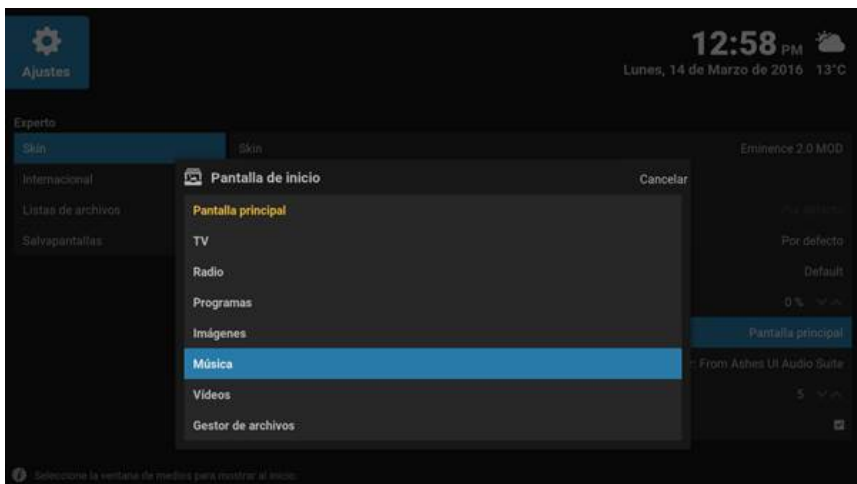 12:58 PM
Ajustes
Lunes, 14 de Marzo de 2016 13°C
Experto
Skin
Skin
Eminence 2.0 MOD
Internacional
Pantalla de inicio
Cancelar
Listas de archivos
Pantalla principal
Por defecto
Salvapantallas
TV
Por defecto
Radio
Default
Programas
0 %
Imágenes
Pantalla principal
Música
From Ashes UI Audio Suite
Vídeos
5
Gestor de archivos
Seleccione la ventana de medios para mostrar al inicio.